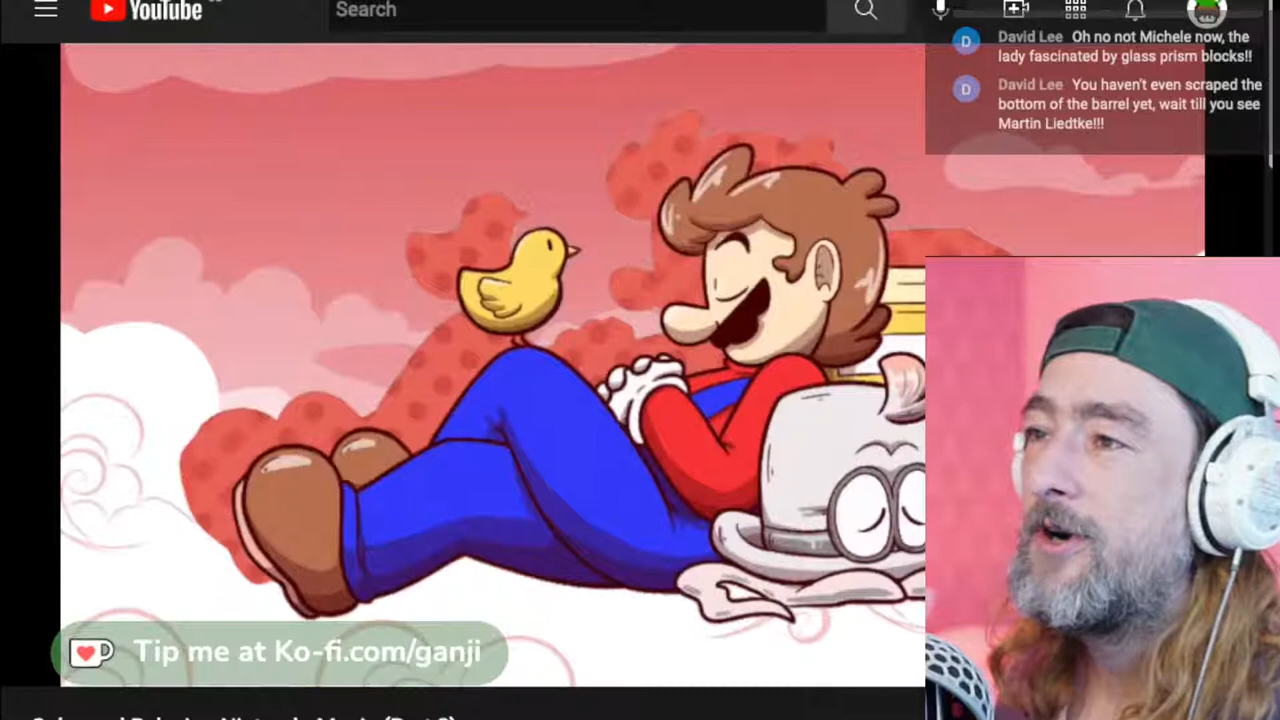 YouTube
Search
David Lee Oh no not Michele now, the
lady fascinated by glass prism blocks!!
David Lee You haven't even scraped the
bottom of the barrel yet, wait till you see
Martin Liedtke!!!
D
D
Tip me at Ko-fi.com/ganji